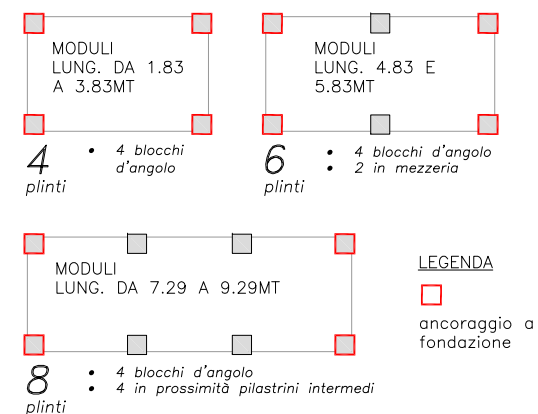 MODULI
LUNG. DA 1.83
A 3.83MT
4
plinti
• 4 blocchi
d'angolo
MODULI
LUNG. 4.83 E
5.83MT
6
plinti
• 4 blocchi d'angolo
• 2 in mezzeria
MODULI
LUNG. DA 7.29 A 9.29MT
8
plinti
• 4 blocchi d'angolo
• 4 in prossimità pilastrini intermedi
LEGENDA
ancoraggio a
fondazione